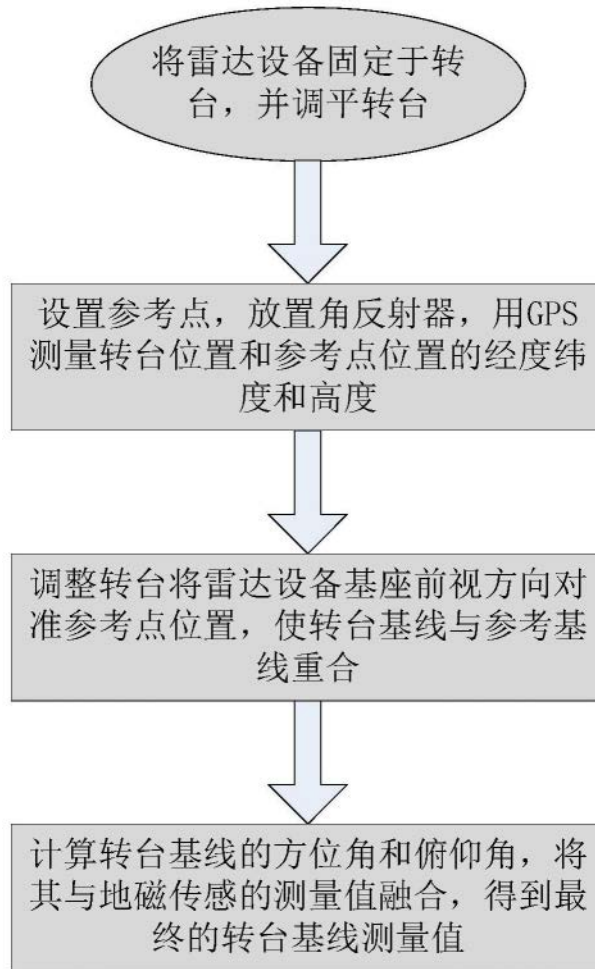 将雷达设备固定于转
台，并调平转台
设置参考点，放置角反射器，用GPS
测量转台位置和参考点位置的经度纬
度和高度
调整转台将雷达设备基座前视方向对
准参考点位置，使转台基线与参考基
线重合
计算转台基线的方位角和俯仰角，将
其与地磁传感的测量值融合，得到最
终的转台基线测量值